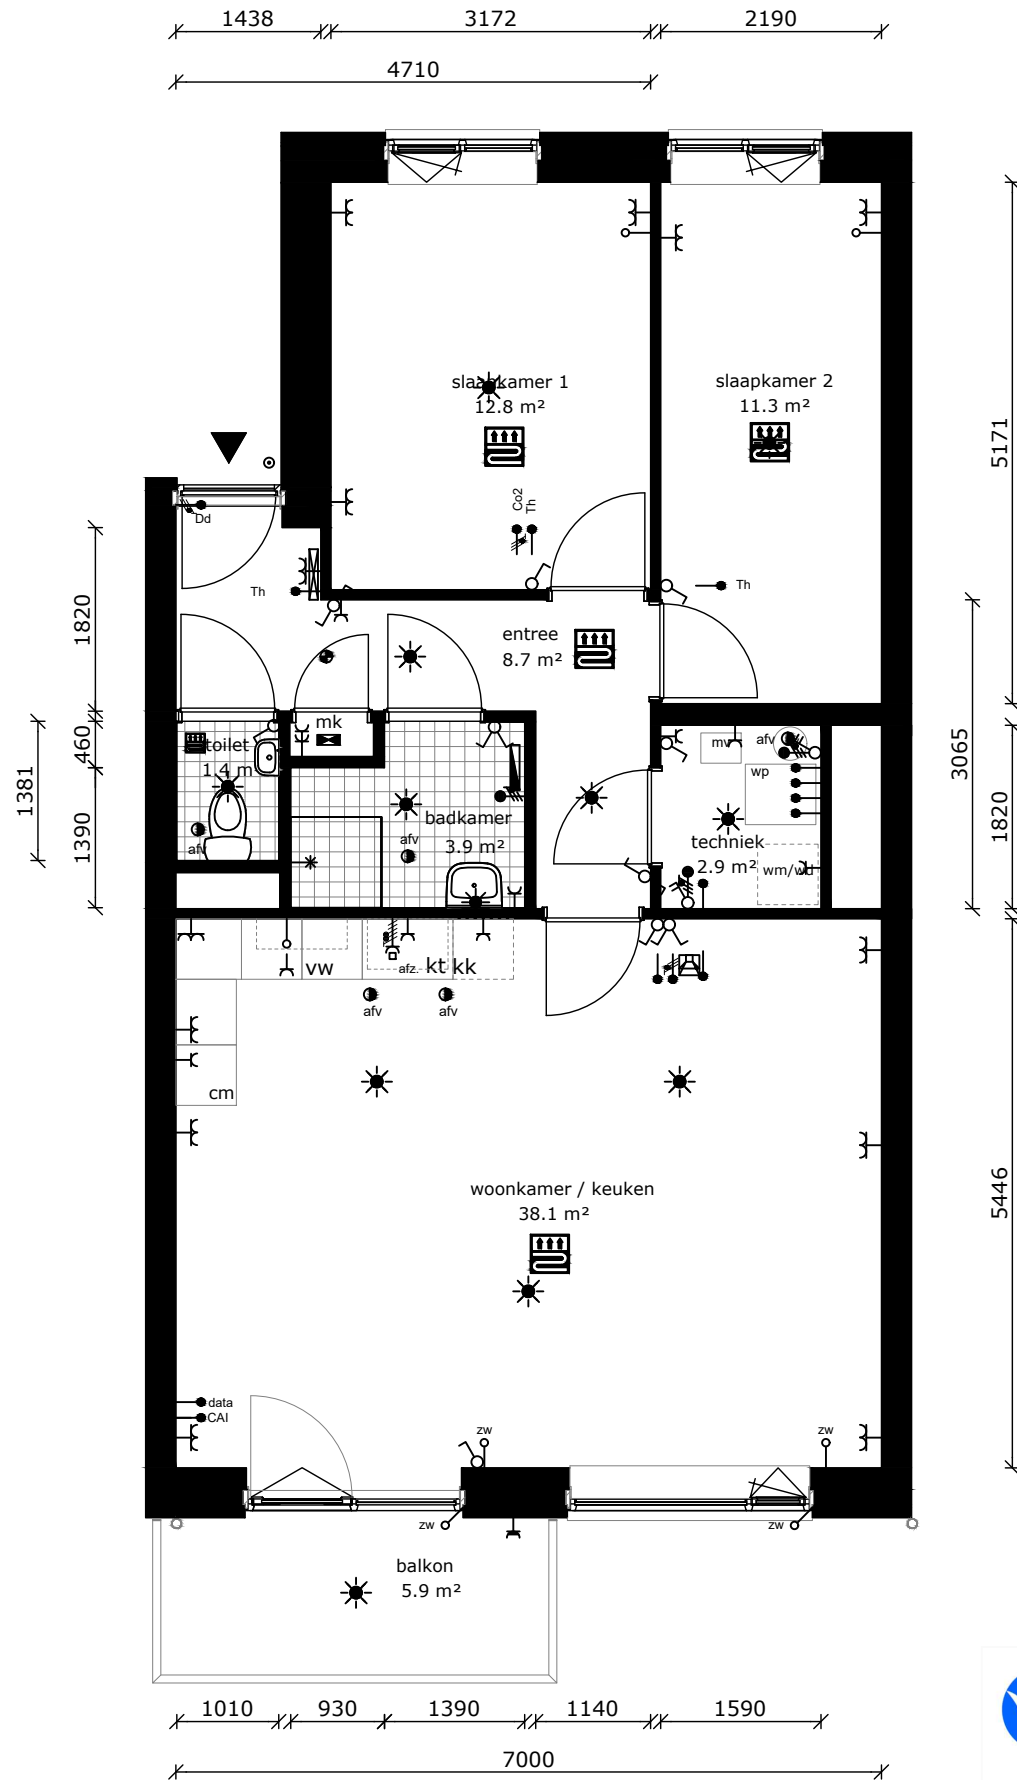 1438 3172 2190
4710
slaapkamer 1
12.8 m²
slaapkamer 2
11.3 m²
5171
Co2
Th
Dd
Th
Th
1820
entree
8.7 m²
mk
toilet
1.4 m
460
1381
1390
badkamer
3.9 m²
afv
afv
mv
afv
wp
techniek
2.9 m²
wm/wd
3065
1820
vw
afz.
kt
kk
afv
afv
cm
woonkamer / keuken
38.1 m²
5446
data
CAI
zw
zw
zw
zw
balkon
5.9 m²
1010 930 1390 1140 1590
7000